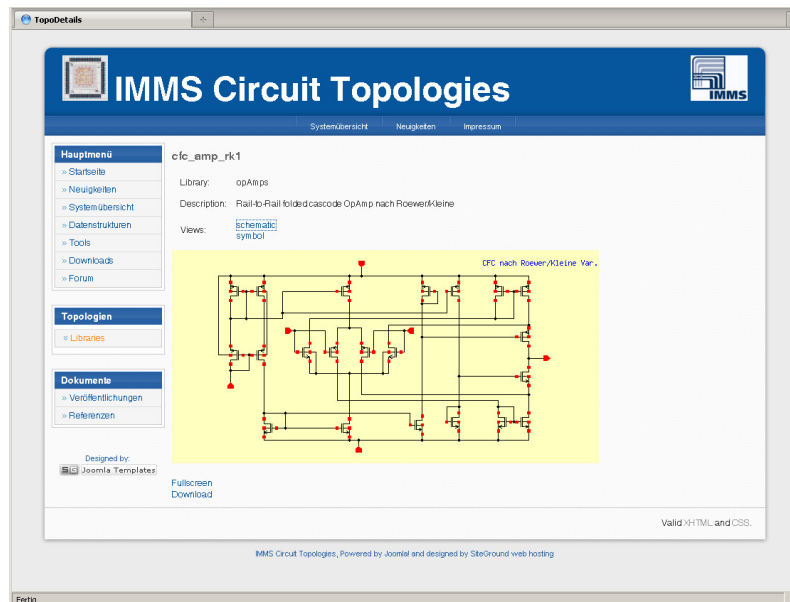 TopoDetails
IMMS Circuit Topologies
IMMS
Systemübersicht Neuigkeiten Impressum
Hauptmenü
» Startseite
» Neuigkeiten
» Systemübersicht
» Datenstrukturen
» Tools
» Downloads
» Forum
Topologien
» Libraries
Dokumente
» Veröffentlichungen
» Referenzen
Designed by:
SG Joomla Templates
cfc_amp_rk1
Library: opAmps
Description: Rail-to-Rail folded cascode OpAmp nach Roewer/Kleine
Views: schematic
symbol
CFC nach Roewer/Kleine Var.
Fullscreen
Download
Valid XHTML and CSS.
IMMS Circuit Topologies, Powered by Joomla! and designed by SiteGround web hosting
Fertig